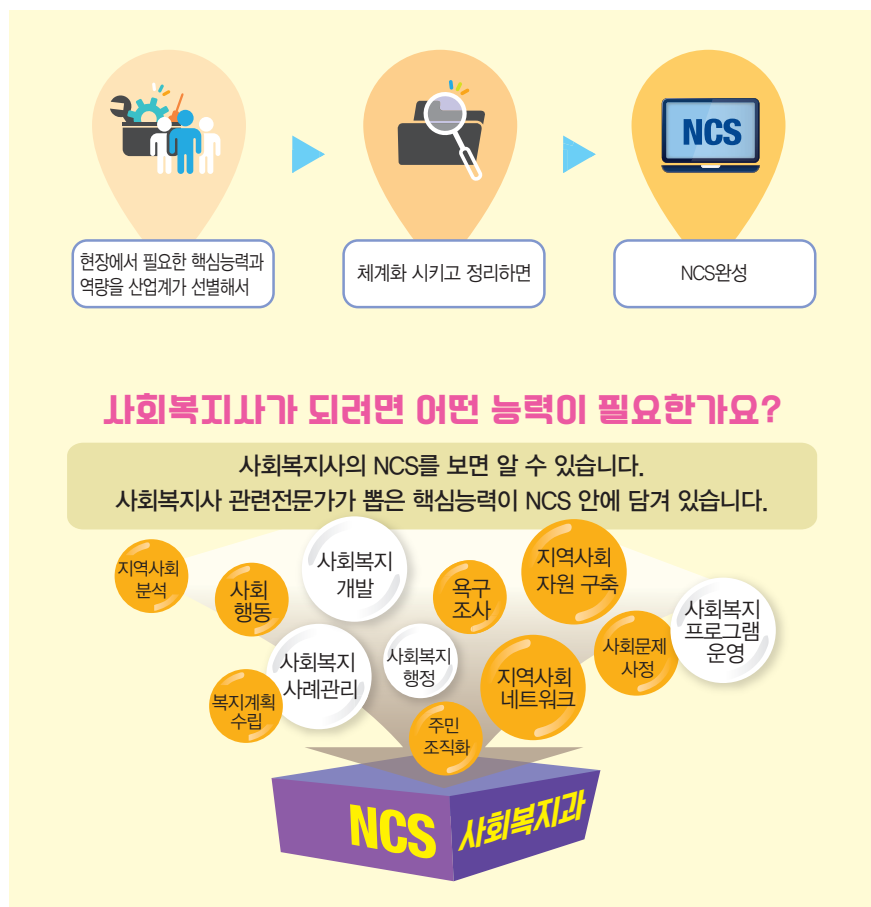 NCS
현장에서 필요한 핵심능력과
역량을 산업계가 선별해서
체계화 시키고 정리하면
NCS완성
사회복지사가 되려면 어떤 능력이 필요한가요?
사회복지사의 NCS를 보면 알 수 있습니다.
사회복지사 관련전문가가 뽑은 핵심능력이 NCS 안에 담겨 있습니다.
지역사회
분석
사회
행동
사회복지
개발
욕구
조사
지역사회
자원 구축
사회복지
프로그램
운영
사회문제
사정
사회복지
사례관리
사회복지
행정
지역사회
네트워크
복지계획
수립
주민
조직화
NCS
사회복지과